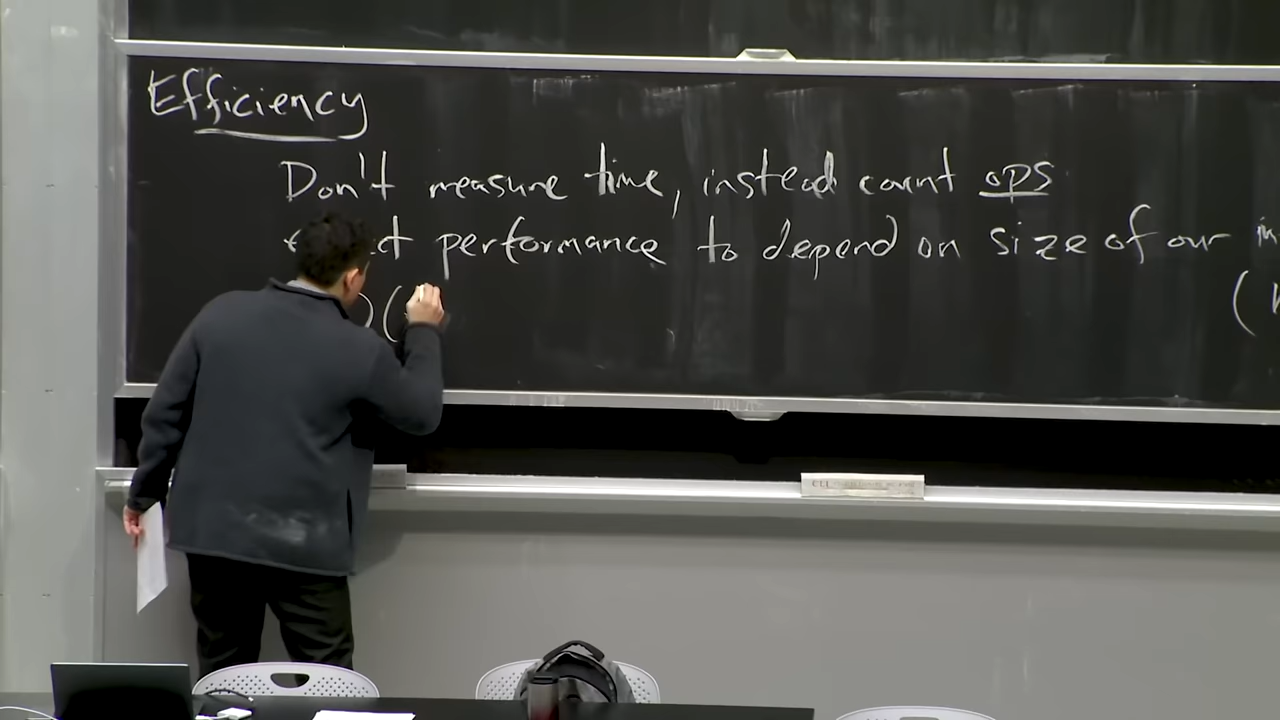 Efficiency
Don't measure time, instead count ops.
performance to depend on size of our
(
(